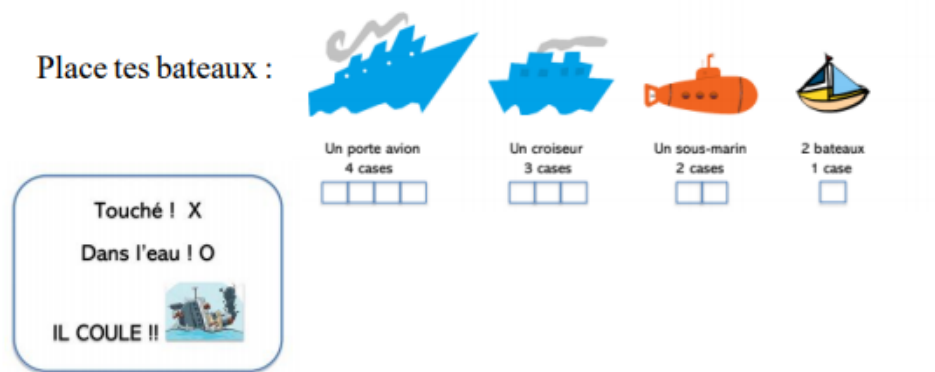 Place tes bateaux :
Un porte avion
4 cases
Un croiseur
3 cases
Un sous-marin
2 cases
2 bateaux
1 case
Touché ! X
Dans l'eau ! O
IL COULE !!